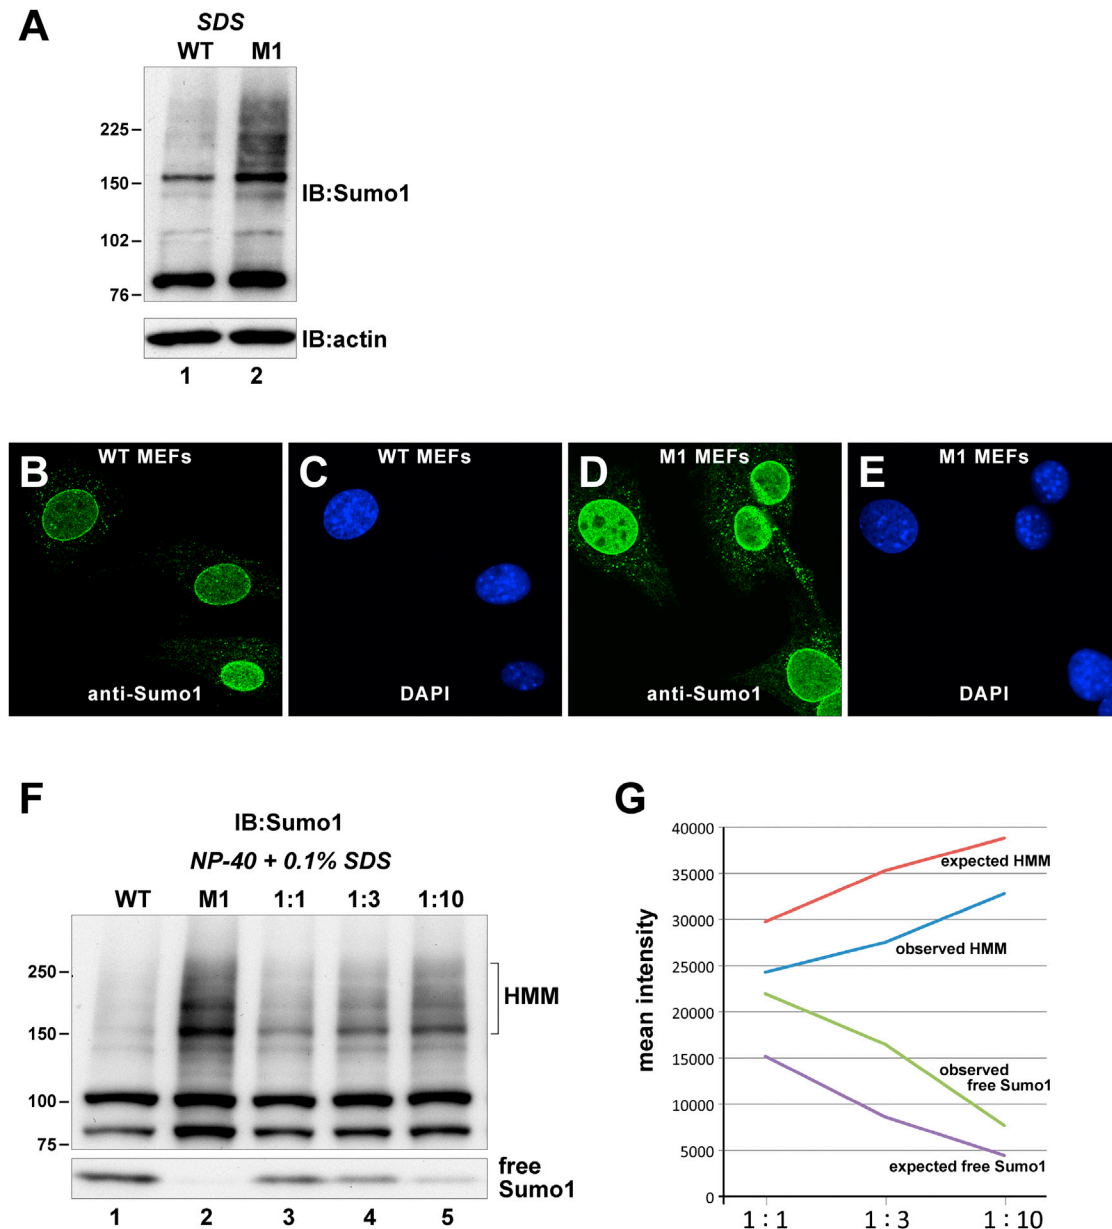 A
SDS
WT M1
225
150
102
76
IB:Sumo1
IB:actin
1 2
B
WT MEFs
anti-Sumo1
C
WT MEFs
DAPI
D
M1 MEFs
anti-Sumo1
E
M1 MEFs
DAPI
F
IB:Sumo1
NP-40 + 0.1% SDS
WT M1 1:1 1:3 1:10
250
150
100
75
HMM
free
Sumo1
1 2 3 4 5
G
mean intensity
40000
35000
30000
25000
20000
15000
10000
5000
0
expected HMM
observed HMM
observed
free Sumo1
expected free Sumo1
1 : 1 1 : 3 1 : 10